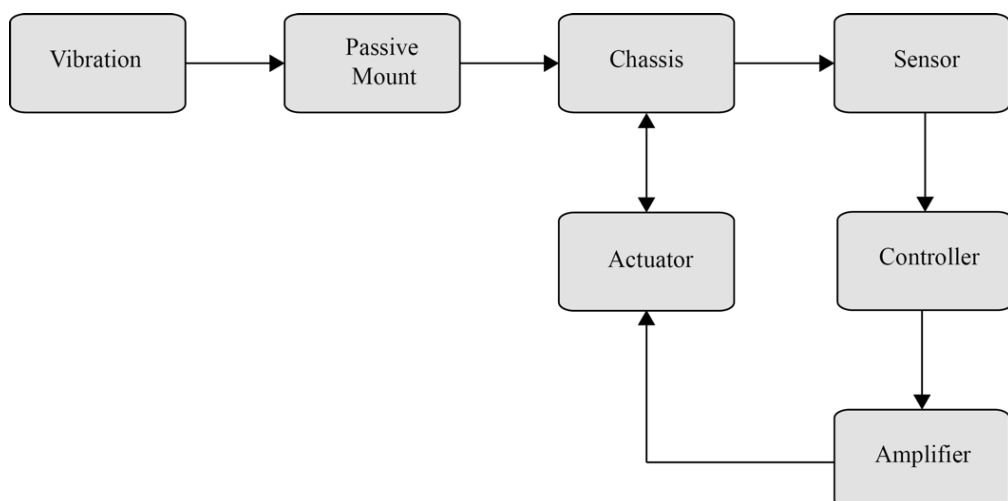 Vibration
Passive
Mount
Chassis
Sensor
Actuator
Controller
Amplifier